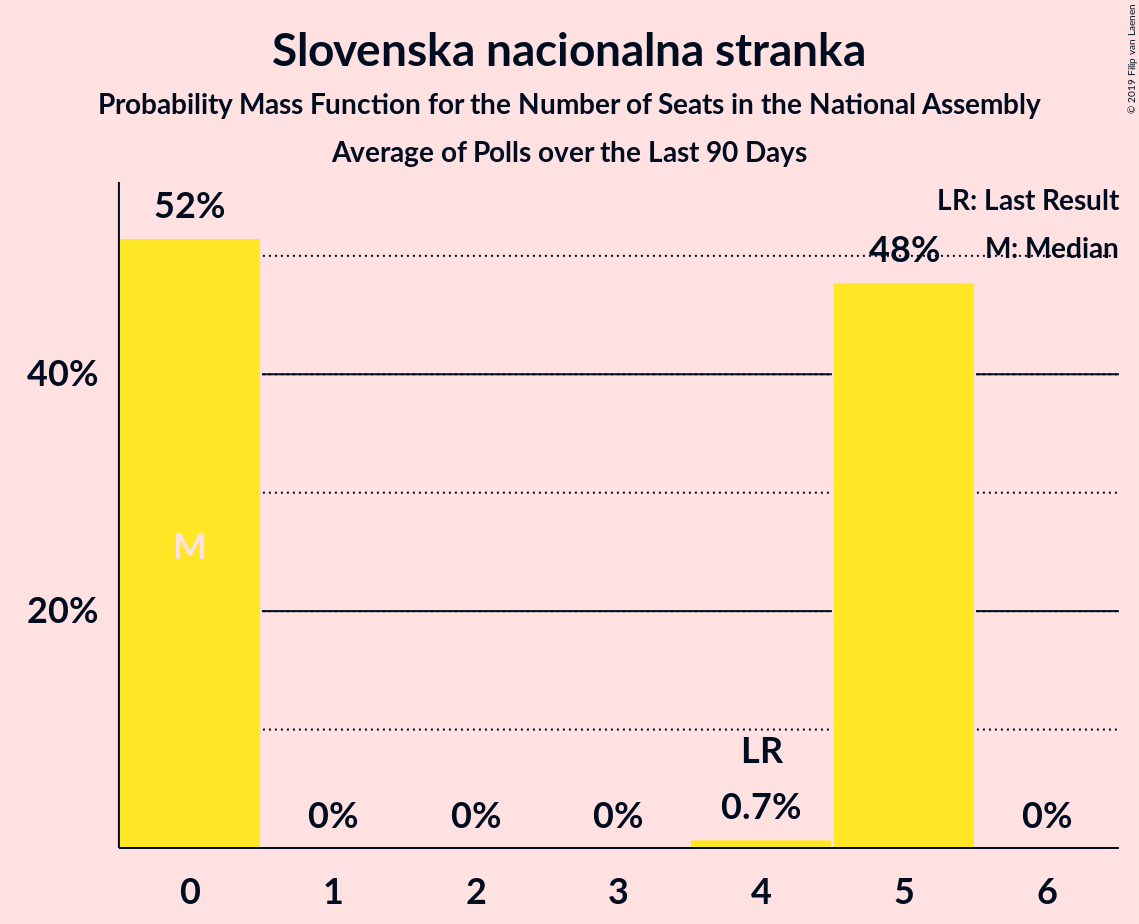 Slovenska nacionalna stranka
Probability Mass Function for the Number of Seats in the National Assembly
Average of Polls over the Last 90 Days
© 2019 Filip van Laenen
LR: Last Result
M: Median
52%
48%
40%
M
20%
LR
0%
0%
0%
0.7%
0%
0
1
2
3
4
5
6